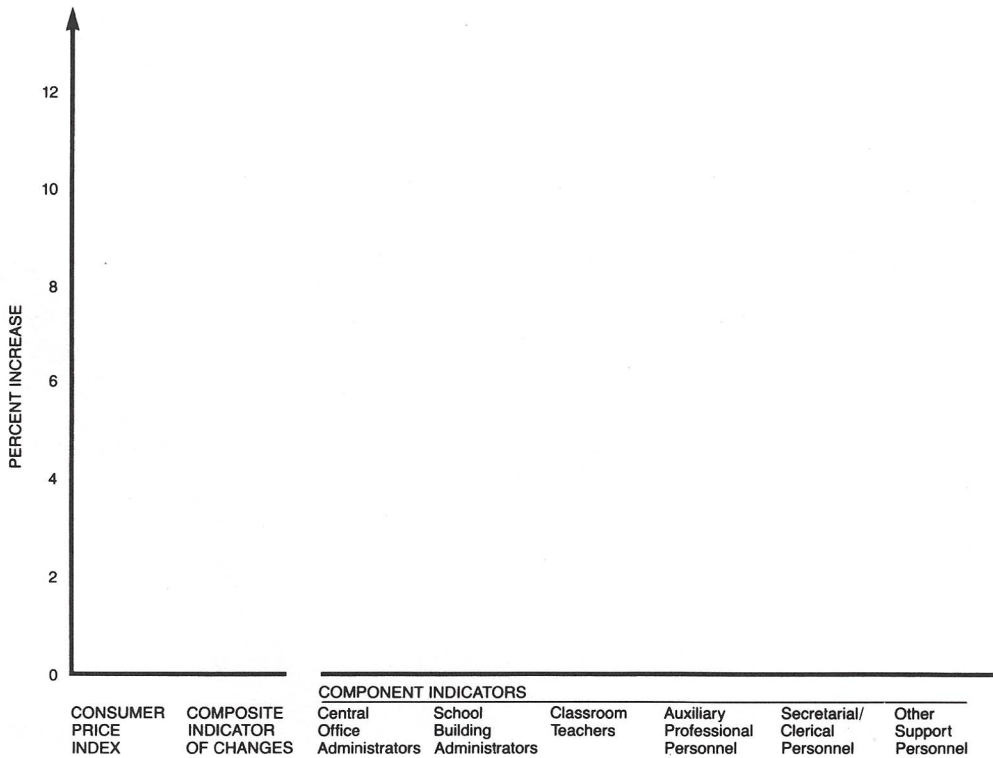 12
10
8
6
4
2
0
PERCENT INCREASE
CONSUMER
PRICE
INDEX
COMPOSITE
INDICATOR
OF CHANGES
COMPONENT INDICATORS
Central
Office
Administrators
School
Building
Administrators
Classroom
Teachers
Auxiliary
Professional
Personnel
Secretarial/
Clerical
Personnel
Other
Support
Personnel